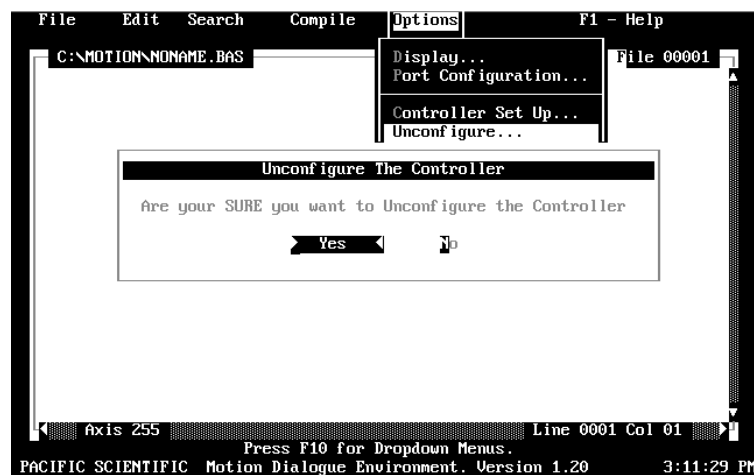 File Edit Search Compile Options F1 - Help
C:\MOTION\NONAME.BAS File 00001
Display...
Port Configuration...
Controller Set Up...
Unconfigure...
Unconfigure The Controller
Are your SURE you want to Unconfigure the Controller
Yes No
Axis 255 Line 0001 Col 01
Press F10 for Dropdown Menus.
PACIFIC SCIENTIFIC Motion Dialogue Environment. Version 1.20 3:11:29 PM